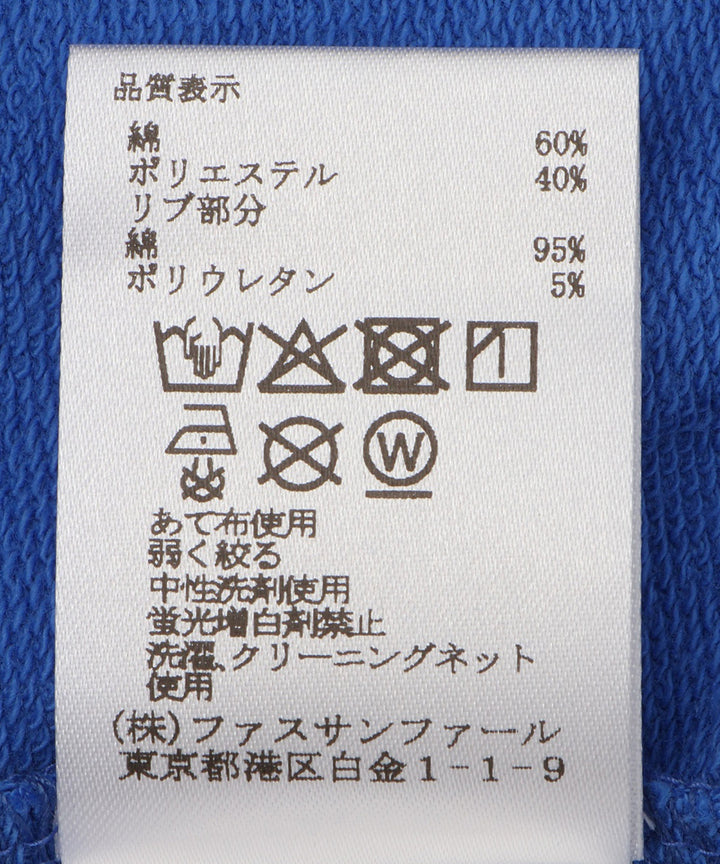 品質表示
綿 60%
ポリエステル 40%
リブ部分
綿 95%
ポリウレタン 5%
W
あて布使用
弱く絞る
中性洗剤使用
蛍光増白剤禁止
洗濯、クリーニングネット
使用
(株)ファスサンファール
東京都港区白金1-1-9